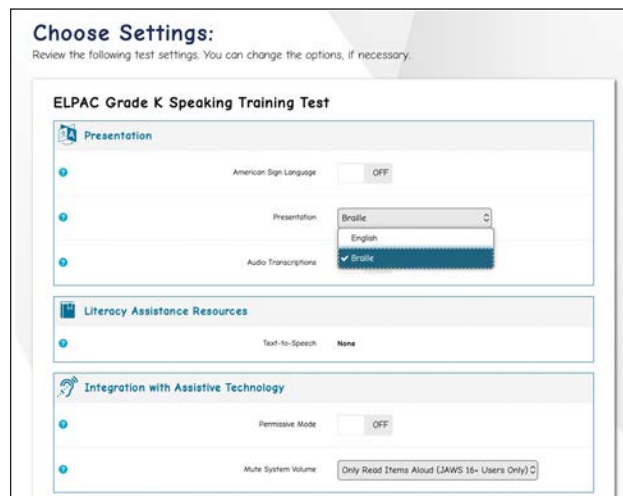 Choose Settings:
Review the following test settings. You can change the options, if necessary.
ELPAC Grade K Speaking Training Test
Presentation
American Sign Language OFF
Presentation Braille
English
Braille
Audio Transcriptions
Literacy Assistance Resources
Text-to-Speech None
Integration with Assistive Technology
Permissive Mode OFF
Mute System Volume Only Read Items Aloud (JAWS 16+ Users Only)